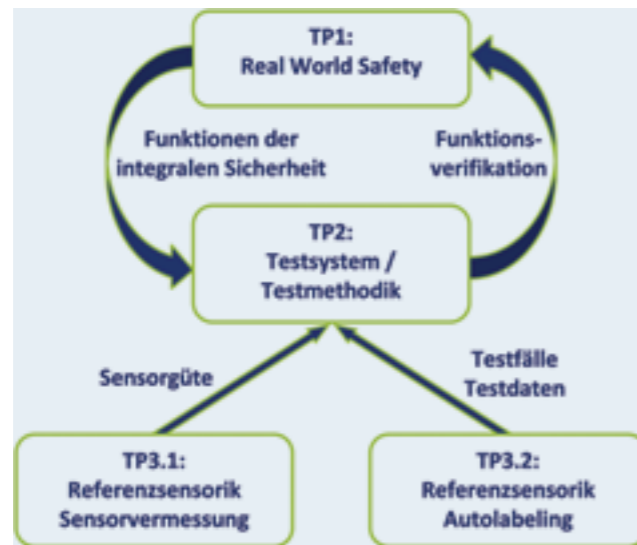 TP1:
Real World Safety
Funktionen der
integralen Sicherheit
Funktions-
verifikation
TP2:
Testsystem /
Testmethodik
Sensorgüte
Testfälle
Testdaten
TP3.1:
Referenzsensorik
Sensorvermessung
TP3.2:
Referenzsensorik
Autolabeling